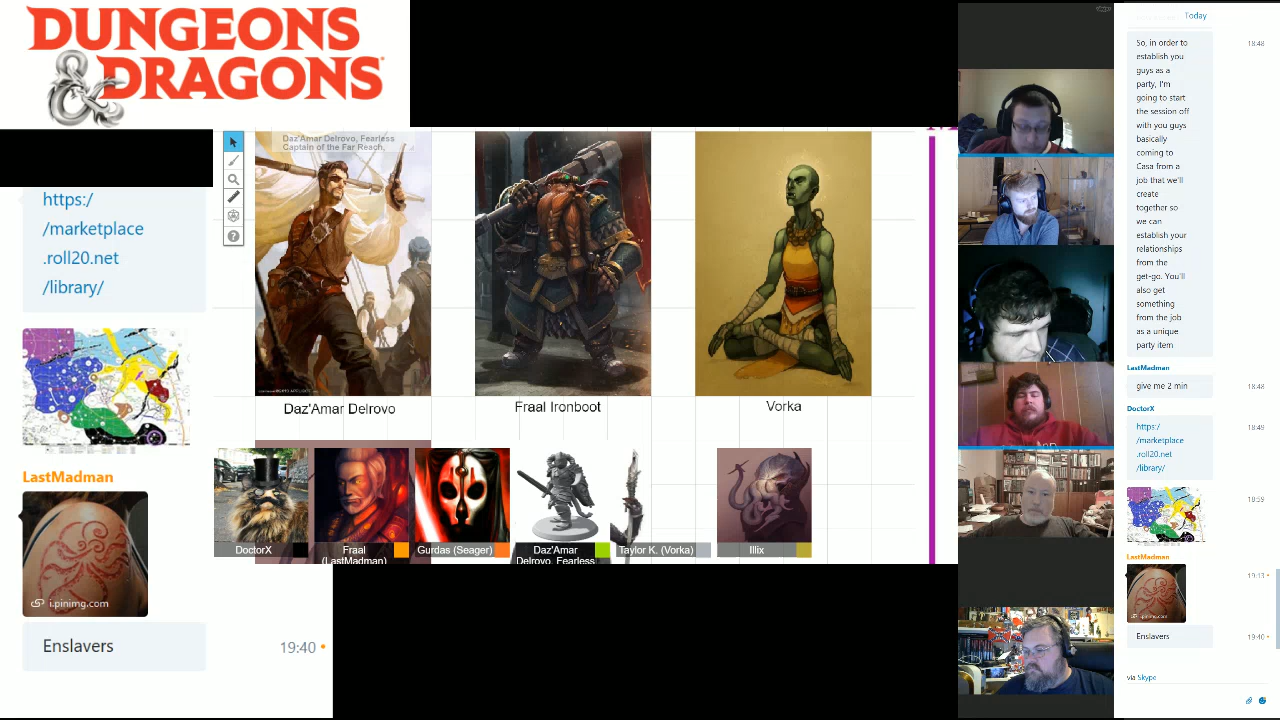 DUNGEONS
& DRAGONS
https:/
/marketplace
.roll20.net
/library/
LastMadman
i.pinimg.com
Enslavers
19:40
Daz'Amar Delrovo, Fearless
Captain of the Far Reach,
Daz'Amar Delrovo
Fraal Ironboot
Vorka
DoctorX
Fraal
(LastMadman)
Gurdas (Seager)
Daz'Amar
Delrovo, Fearless
Taylor K. (Vorka)
Illix
Today
So, in order to
establish you
guys as a
party, I'm
going to start
the session off
with you guys
basically
coming to
Casa from a
job that we'll
create
together so
we can
establish your
relationships
from the
get-go. You'll
also get
something
from the job
as a unique
party item
18:48
LastMadman
give me 2 min
18:48
DoctorX
https:/
/marketplace
.roll20.net
/library/
18:49
18:59
LastMadman
19:13
Enslavers
19:40
via Skype